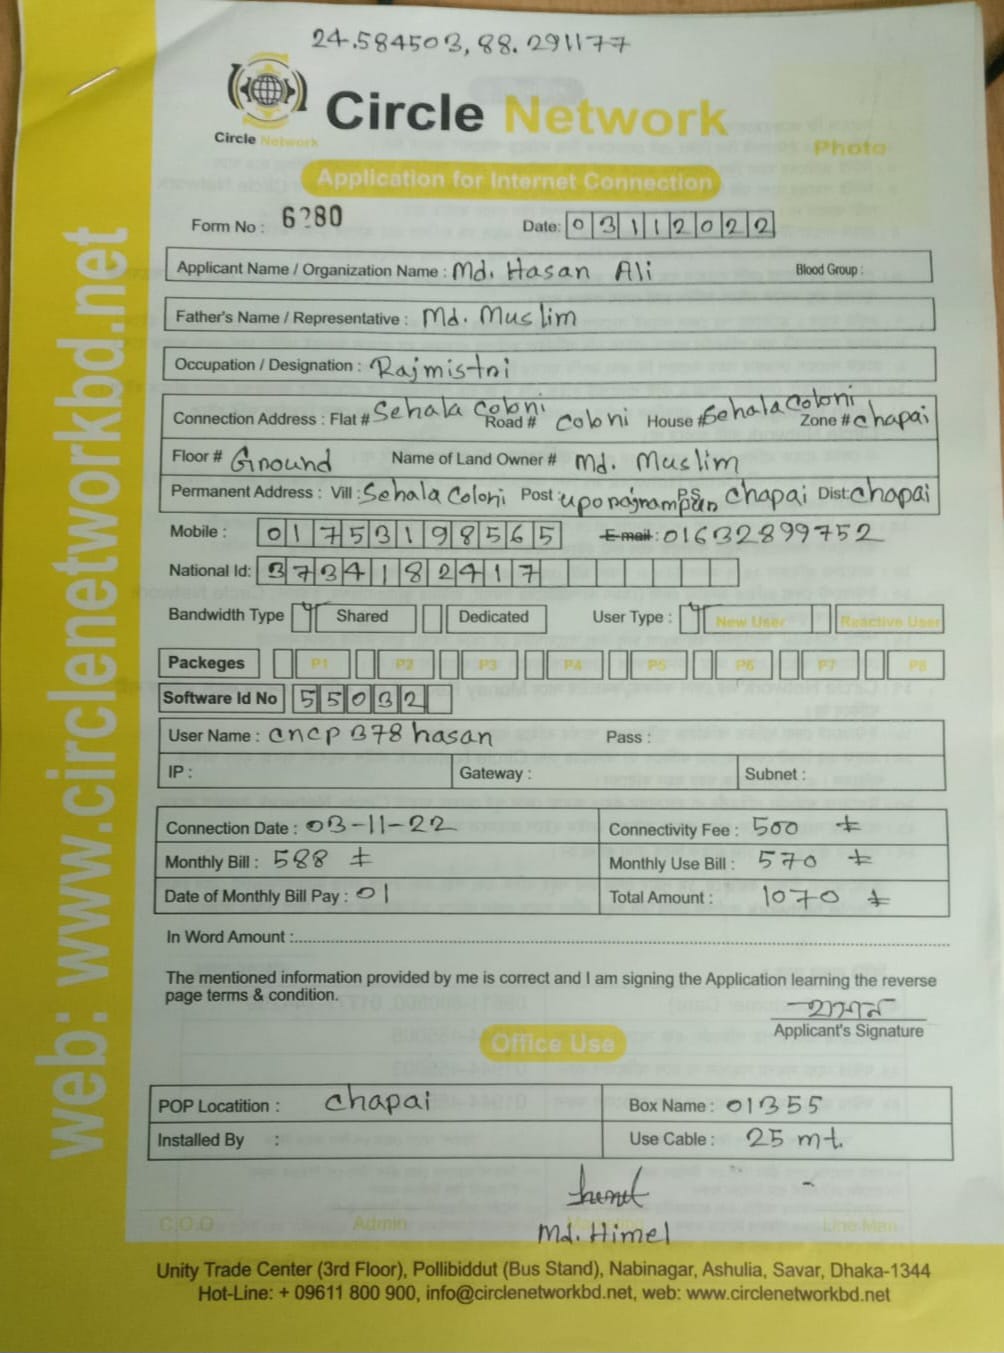 24.584503, 88.291177
Circle Network
Circle Network
Photo
Application for Internet Connection
Form No : 6280
Date: 03112022
Applicant Name / Organization Name : Md. Hasan Ali Blood Group :
Father's Name / Representative : Md. Muslim
Occupation / Designation : Rajmistri
Connection Address : Flat # Sehala Coloni Road # Coloni House # Sehala Coloni Zone # Chapai
Floor # Ground Name of Land Owner # Md. Muslim
Permanent Address : Vill : Sehala Coloni Post : P.S Chapai Dist: Chapai
Mobile : 01753198565 E-mail : 01632899752
National Id: 3734182417
Bandwidth Type Shared Dedicated User Type : New User Reactive User
Packeges P1 P2 P3 P4 P5 P6 P7 P8
Software Id No 55032
User Name : cncp378hasan Pass :
IP : Gateway : Subnet :
Connection Date : 03-11-22 Connectivity Fee : 500 ±
Monthly Bill : 588 ± Monthly Use Bill : 570 ±
Date of Monthly Bill Pay : 01 Total Amount : 1070 ±
In Word Amount :
The mentioned information provided by me is correct and I am signing the Application learning the reverse
page terms & condition.
হাসান
Applicant's Signature
Office Use
POP Locatition : Chapai Box Name : 01355
Installed By : Use Cable : 25 mt.
C.O.O Admin Line Man
Md. Himel
Unity Trade Center (3rd Floor), Pollibiddut (Bus Stand), Nabinagar, Ashulia, Savar, Dhaka-1344
Hot-Line: + 09611 800 900, info@circlenetworkbd.net, web: www.circlenetworkbd.net
web: www.circlenetworkbd.net